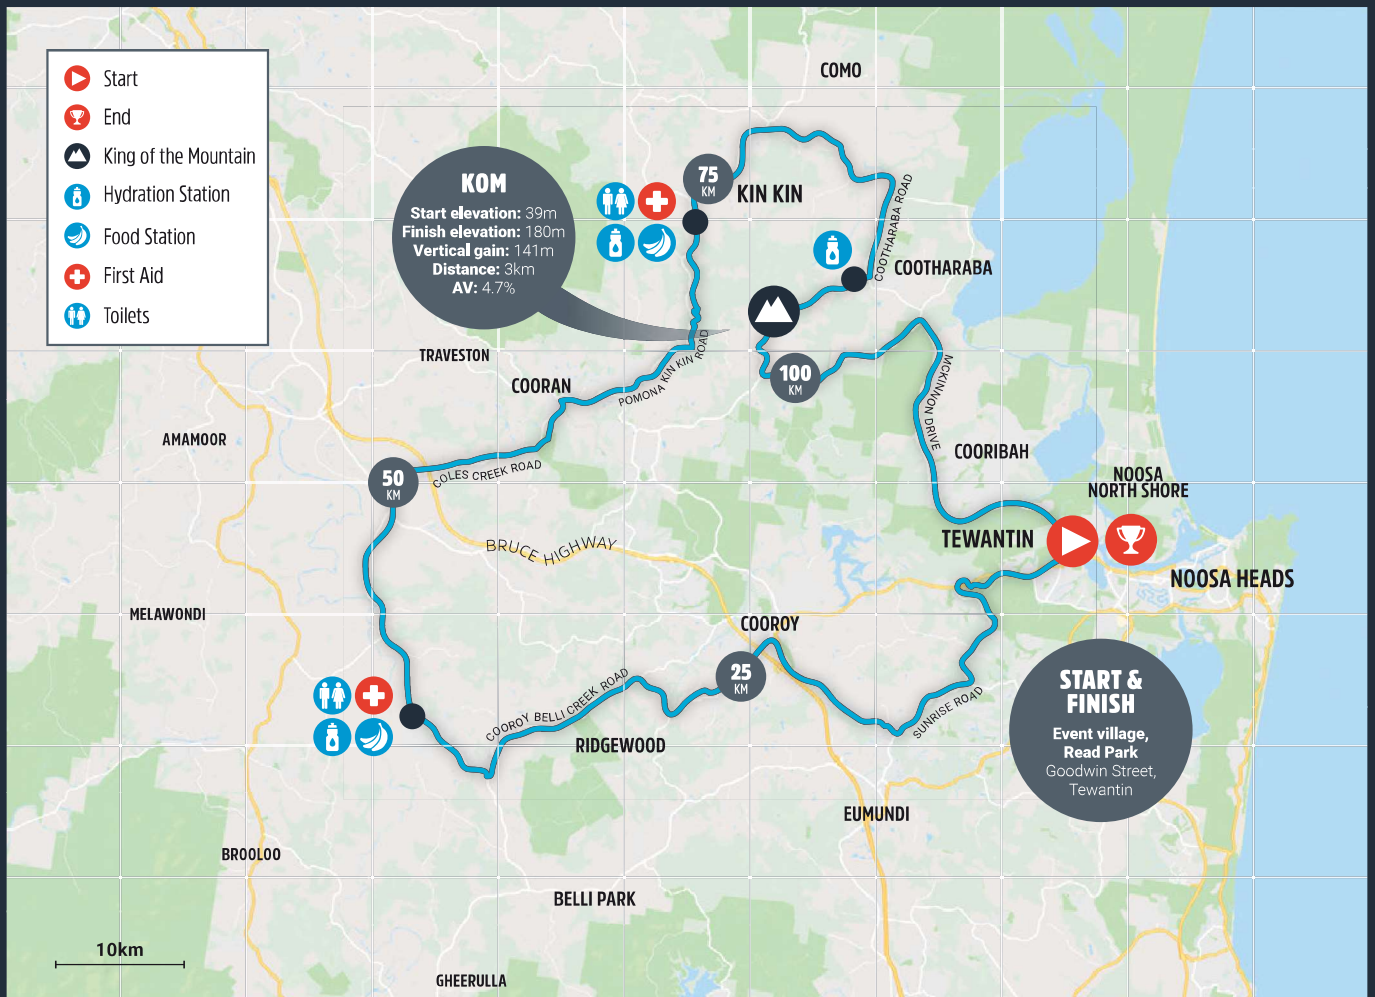 Start
End
King of the Mountain
Hydration Station
Food Station
First Aid
Toilets
COMO
KOM
Start elevation: 39m
Finish elevation: 180m
Vertical gain: 141m
Distance: 3km
AV: 4.7%
75
KM
KIN KIN
COOTHARABA ROAD
COOTHARABA
TRAVESTON
COORAN
POMONA KIN KIN ROAD
100
KM
MCKINNON DRIVE
AMAMOOR
COORIBAH
50
KM
COLES CREEK ROAD
NOOSA
NORTH SHORE
BRUCE HIGHWAY
TEWANTIN
NOOSA HEADS
MELAWONDI
COOROY
25
KM
COOROY BELLI CREEK ROAD
RIDGEWOOD
SUNRISE ROAD
START &
FINISH
Event village,
Read Park
Goodwin Street,
Tewantin
EUMUNDI
BROOLOO
BELLI PARK
10km
GHEERULLA